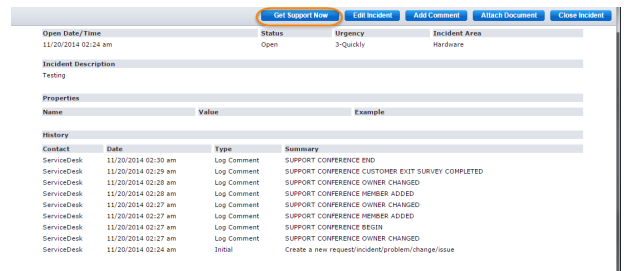 Get Support Now Edit Incident Add Comment Attach Document Close Incident
Open Date/Time Status Urgency Incident Area
11/20/2014 02:24 am Open 3-Quickly Hardware
Incident Description
Testing
Properties
Name Value Example
History
Contact Date Type Summary
ServiceDesk 11/20/2014 02:30 am Log Comment SUPPORT CONFERENCE END
ServiceDesk 11/20/2014 02:29 am Log Comment SUPPORT CONFERENCE CUSTOMER EXIT SURVEY COMPLETED
ServiceDesk 11/20/2014 02:28 am Log Comment SUPPORT CONFERENCE OWNER CHANGED
ServiceDesk 11/20/2014 02:28 am Log Comment SUPPORT CONFERENCE MEMBER ADDED
ServiceDesk 11/20/2014 02:27 am Log Comment SUPPORT CONFERENCE OWNER CHANGED
ServiceDesk 11/20/2014 02:27 am Log Comment SUPPORT CONFERENCE MEMBER ADDED
ServiceDesk 11/20/2014 02:27 am Log Comment SUPPORT CONFERENCE BEGIN
ServiceDesk 11/20/2014 02:27 am Log Comment SUPPORT CONFERENCE OWNER CHANGED
ServiceDesk 11/20/2014 02:24 am Initial Create a new request/incident/problem/change/issue